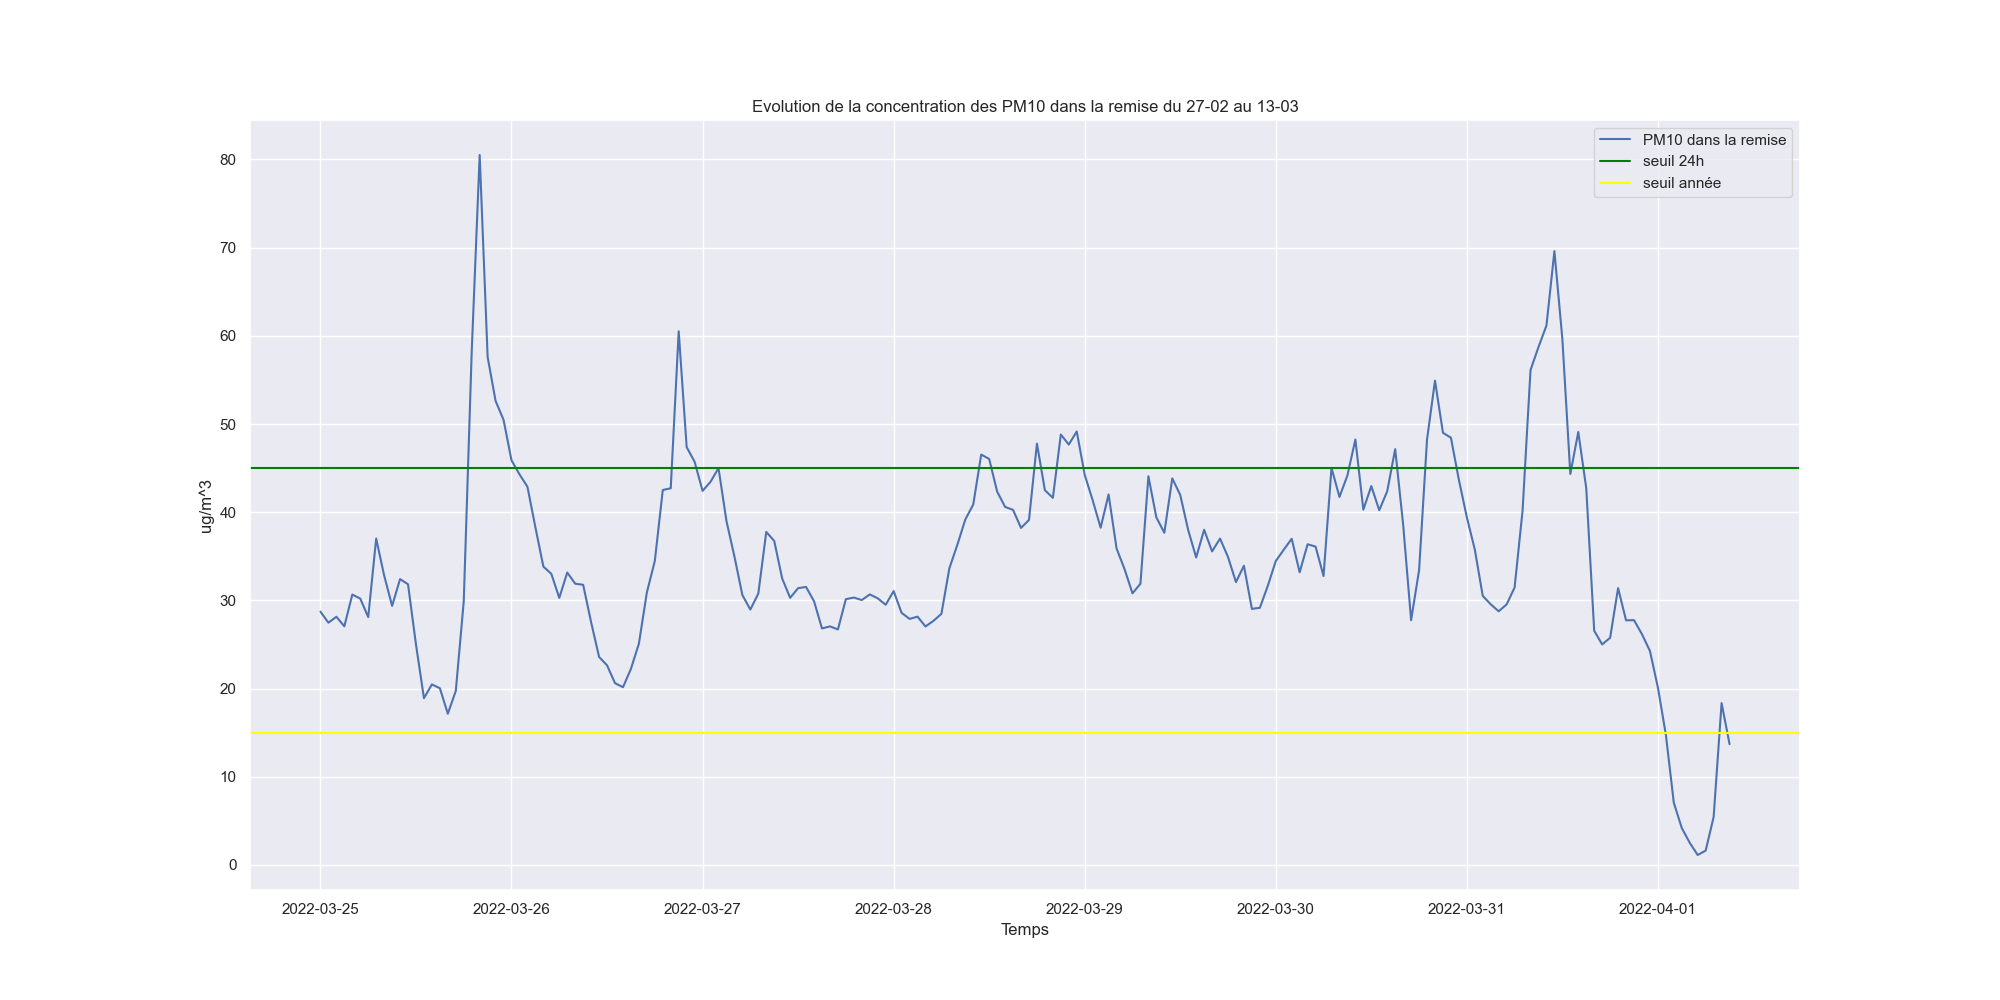 Evolution de la concentration des PM10 dans la remise du 27-02 au 13-03
PM10 dans la remise
seuil 24h
seuil année
80
70
60
50
40
30
20
10
0
ug/m^3
2022-03-25
2022-03-26
2022-03-27
2022-03-28
2022-03-29
2022-03-30
2022-03-31
2022-04-01
Temps